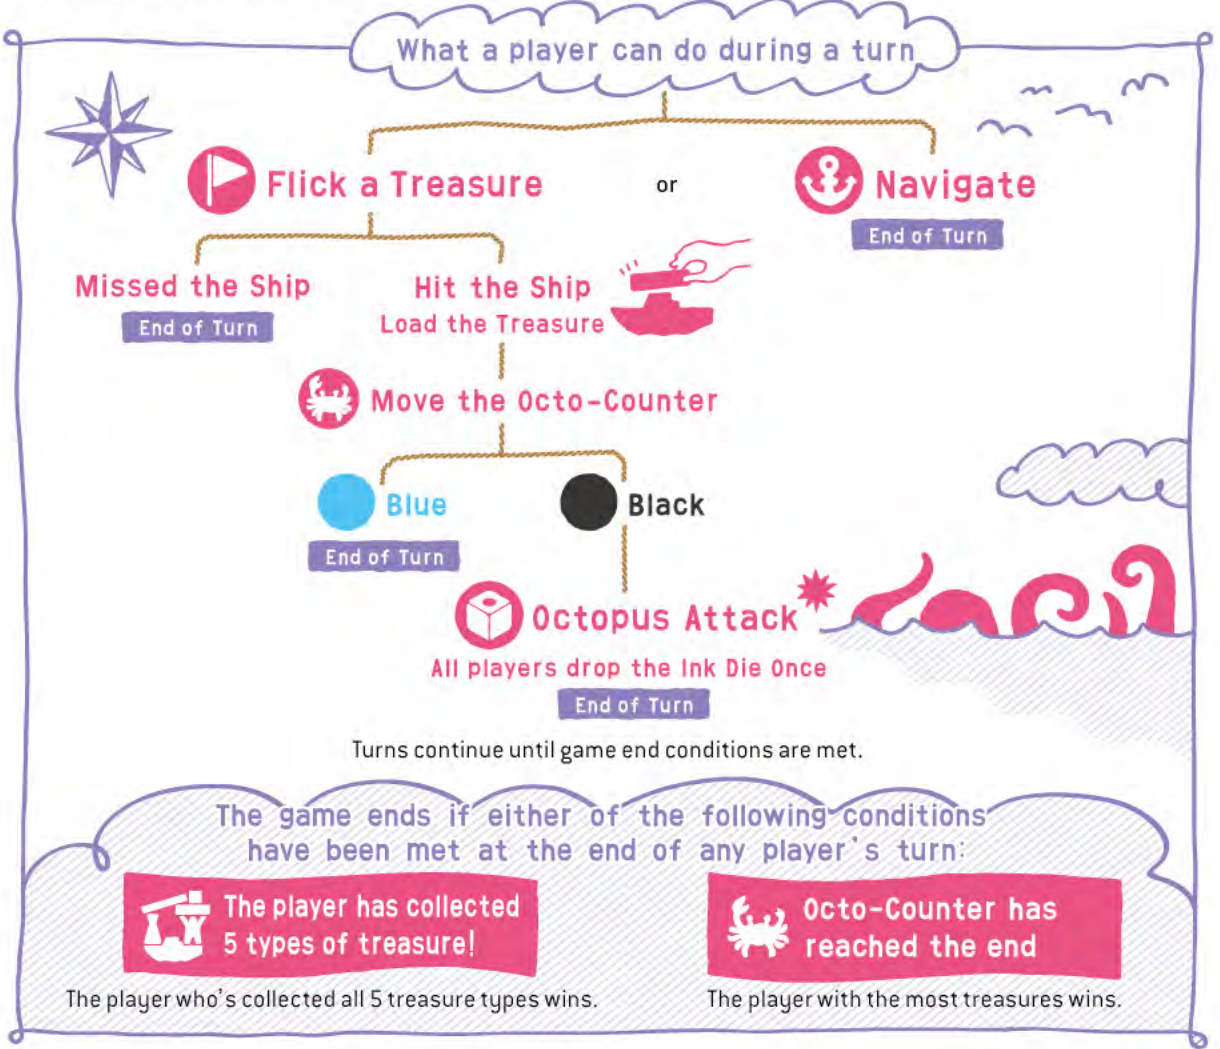 What a player can do during a turn
Flick a Treasure
or
Navigate
End of Turn
Missed the Ship
End of Turn
Hit the Ship
Load the Treasure
Move the Octo-Counter
Blue
End of Turn
Black
Octopus Attack
All players drop the Ink Die Once
End of Turn
Turns continue until game end conditions are met.
The game ends if either of the following conditions
have been met at the end of any player's turn:
The player has collected
5 types of treasure!
The player who's collected all 5 treasure types wins.
Octo-Counter has
reached the end
The player with the most treasures wins.